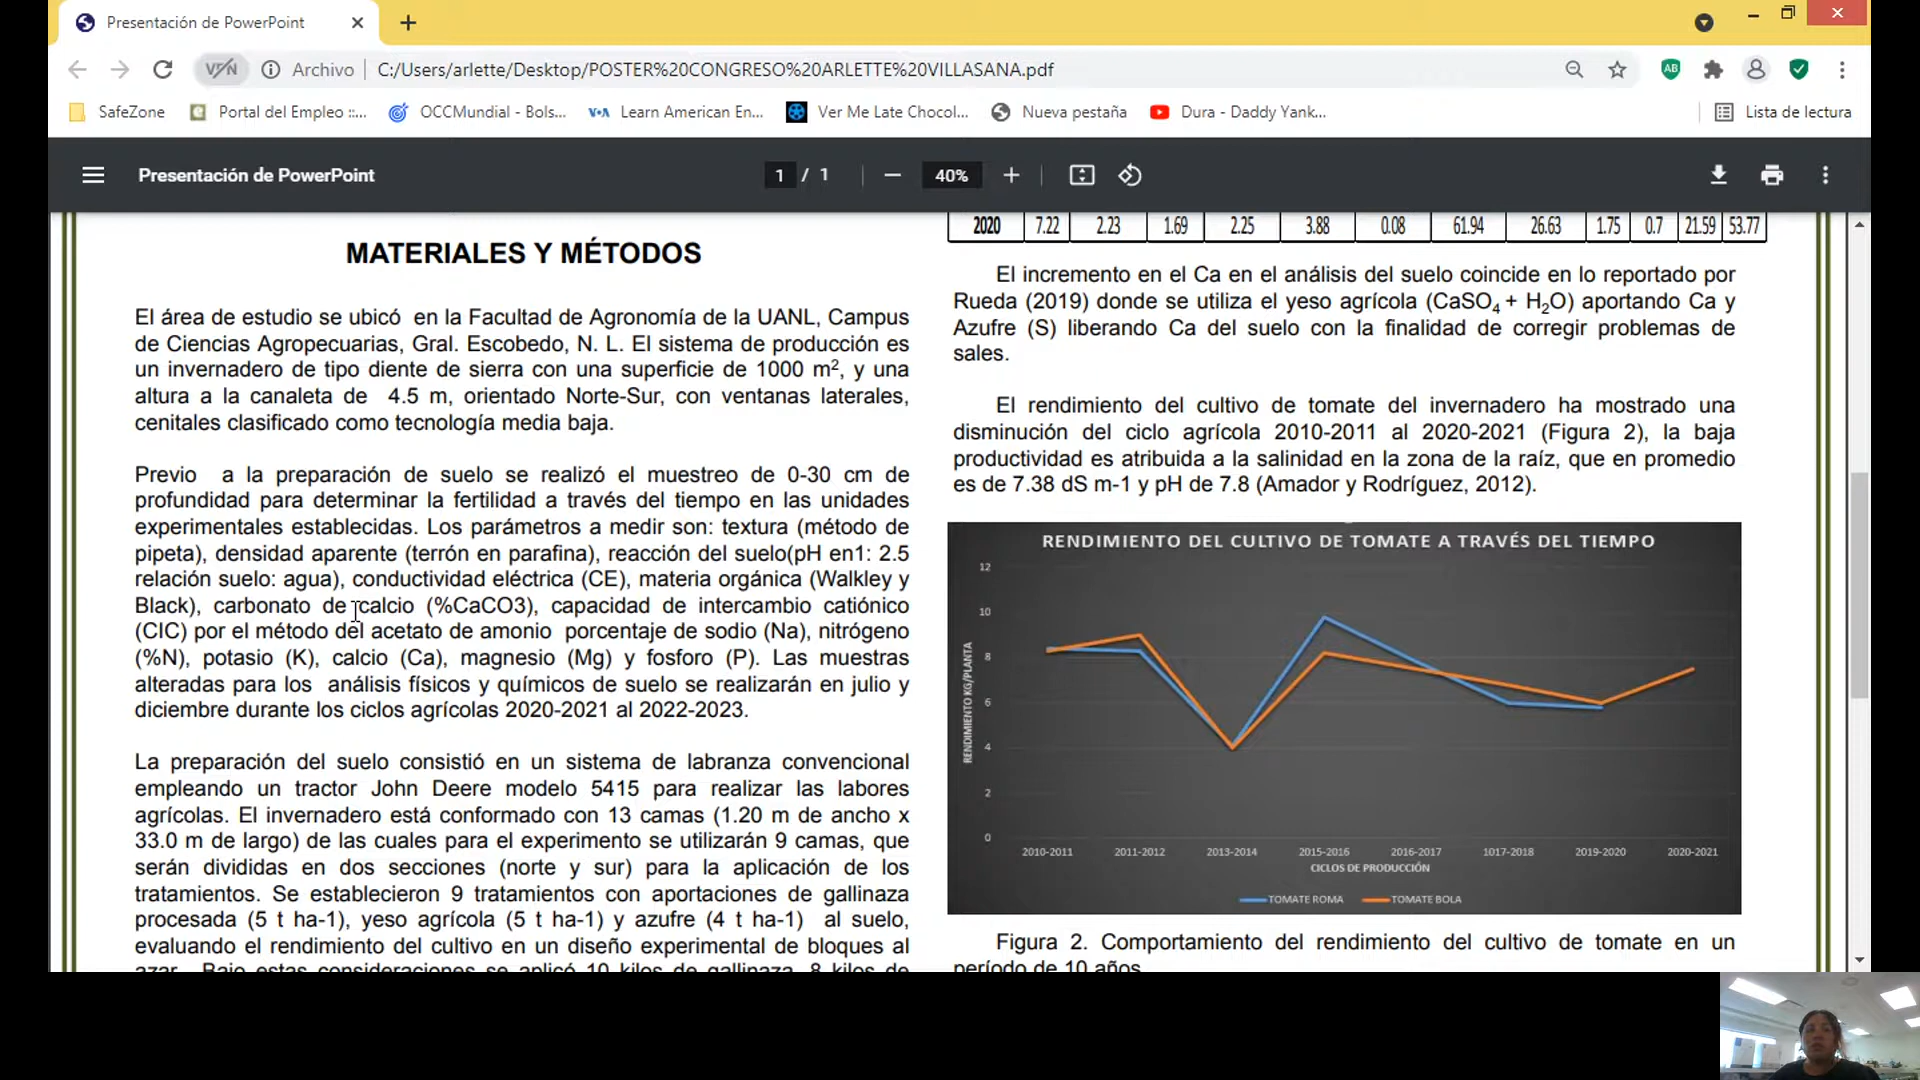 Presentación de PowerPoint
VPN
Archivo
C:/Users/arlette/Desktop/POSTER%20CONGRESO%20ARLETTE%20VILLASANA.pdf
AB
SafeZone
Portal del Empleo ::...
VOA
OCCMundial - Bols...
Learn American En...
Ver Me Late Chocol...
Nueva pestaña
Dura - Daddy Yank...
Lista de lectura
Presentación de PowerPoint
1 / 1
40%
MATERIALES Y MÉTODOS
El área de estudio se ubicó en la Facultad de Agronomía de la UANL, Campus
de Ciencias Agropecuarias, Gral. Escobedo, N. L. El sistema de producción es
un invernadero de tipo diente de sierra con una superficie de 1000 m², y una
altura a la canaleta de 4.5 m, orientado Norte-Sur, con ventanas laterales,
cenitales clasificado como tecnología media baja.
Previo a la preparación de suelo se realizó el muestreo de 0-30 cm de
profundidad para determinar la fertilidad a través del tiempo en las unidades
experimentales establecidas. Los parámetros a medir son: textura (método de
pipeta), densidad aparente (terrón en parafina), reacción del suelo(pH en1: 2.5
relación suelo: agua), conductividad eléctrica (CE), materia orgánica (Walkley y
Black), carbonato de calcio (%CaCO3), capacidad de intercambio catiónico
(CIC) por el método del acetato de amonio porcentaje de sodio (Na), nitrógeno
(%N), potasio (K), calcio (Ca), magnesio (Mg) y fosforo (P). Las muestras
alteradas para los análisis físicos y químicos de suelo se realizarán en julio y
diciembre durante los ciclos agrícolas 2020-2021 al 2022-2023.
La preparación del suelo consistió en un sistema de labranza convencional
empleando un tractor John Deere modelo 5415 para realizar las labores
agrícolas. El invernadero está conformado con 13 camas (1.20 m de ancho x
33.0 m de largo) de las cuales para el experimento se utilizarán 9 camas, que
serán divididas en dos secciones (norte y sur) para la aplicación de los
tratamientos. Se establecieron 9 tratamientos con aportaciones de gallinaza
procesada (5 t ha-1), yeso agrícola (5 t ha-1) y azufre (4 t ha-1) al suelo,
evaluando el rendimiento del cultivo en un diseño experimental de bloques al
azar. Bajo estas consideraciones se aplicó 10 kilos de gallinaza, 8 kilos de
2020 7.22 2.23 1.69 2.25 3.88 0.08 61.94 26.63 1.75 0.7 21.59 53.77
El incremento en el Ca en el análisis del suelo coincide en lo reportado por
Rueda (2019) donde se utiliza el yeso agrícola (CaSO₄ + H₂O) aportando Ca y
Azufre (S) liberando Ca del suelo con la finalidad de corregir problemas de
sales.
El rendimiento del cultivo de tomate del invernadero ha mostrado una
disminución del ciclo agrícola 2010-2011 al 2020-2021 (Figura 2), la baja
productividad es atribuida a la salinidad en la zona de la raíz, que en promedio
es de 7.38 dS m-1 y pH de 7.8 (Amador y Rodríguez, 2012).
RENDIMIENTO DEL CULTIVO DE TOMATE A TRAVÉS DEL TIEMPO
RENDIMIENTO KG/PLANTA
12
10
8
6
4
2
0
2010-2011 2011-2012 2013-2014 2015-2016 2016-2017 1017-2018 2019-2020 2020-2021
CICLOS DE PRODUCCIÓN
TOMATE ROMA TOMATE BOLA
Figura 2. Comportamiento del rendimiento del cultivo de tomate en un
período de 10 años